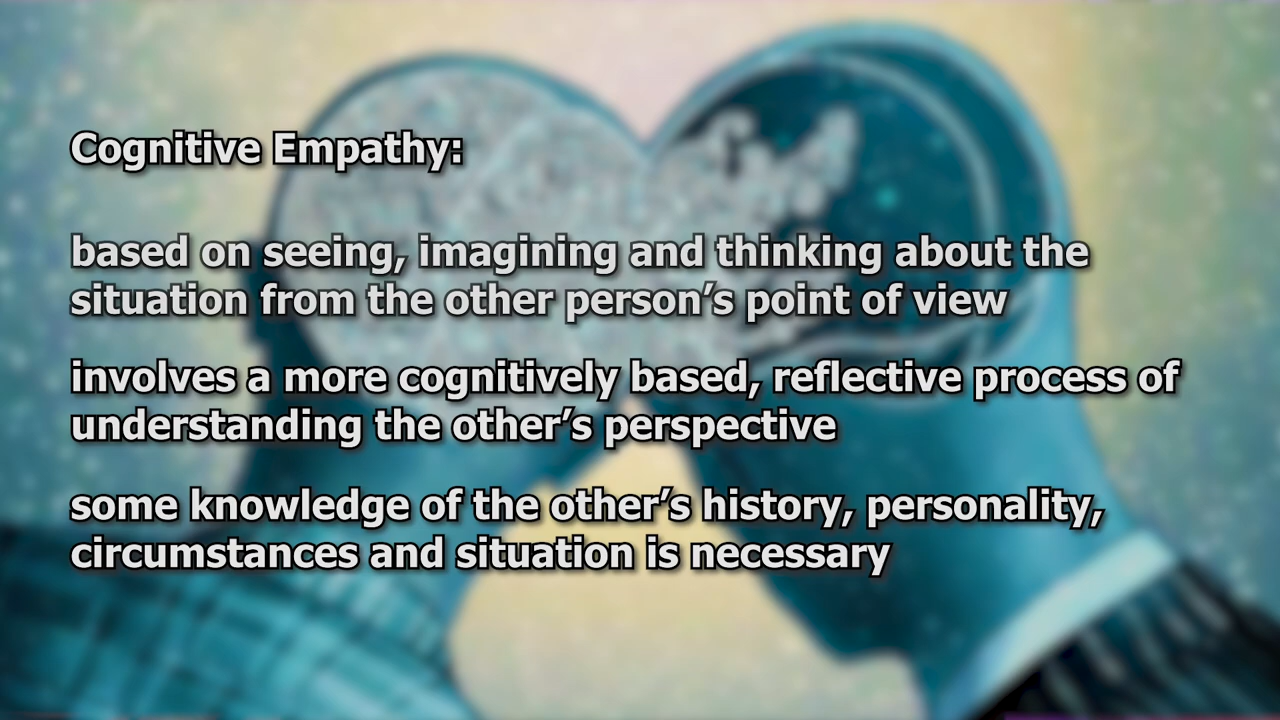 Cognitive Empathy:
based on seeing, imagining and thinking about the
situation from the other person’s point of view
involves a more cognitively based, reflective process of
understanding the other’s perspective
some knowledge of the other’s history, personality,
circumstances and situation is necessary